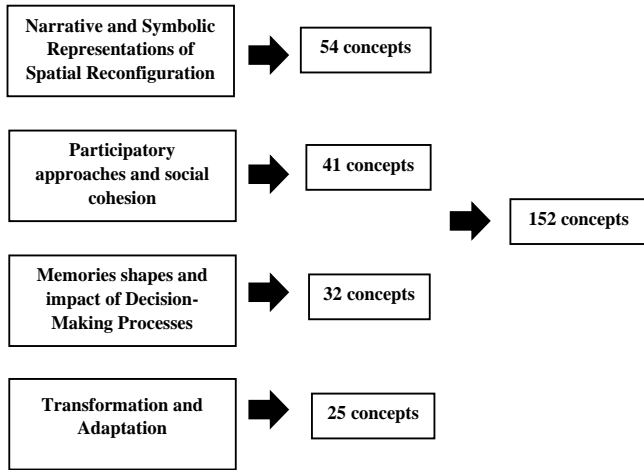 Narrative and Symbolic
Representations of
Spatial Reconfiguration
54 concepts
Participatory
approaches and social
cohesion
41 concepts
152 concepts
Memories shapes and
impact of Decision-
Making Processes
32 concepts
Transformation and
Adaptation
25 concepts